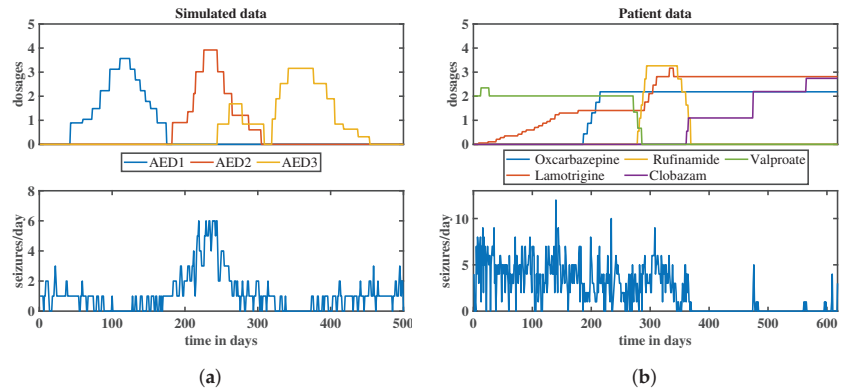 Simulated data
5
4
3
2
1
0
dosages
AED1 AED2 AED3
8
6
4
2
0
seizures/day
0 100 200 300 400 500
time in days
(a)
Patient data
5
4
3
2
1
0
dosages
Oxcarbazepine Rufinamide Valproate
Lamotrigine Clobazam
10
5
0
seizures/day
0 100 200 300 400 500 600
time in days
(b)